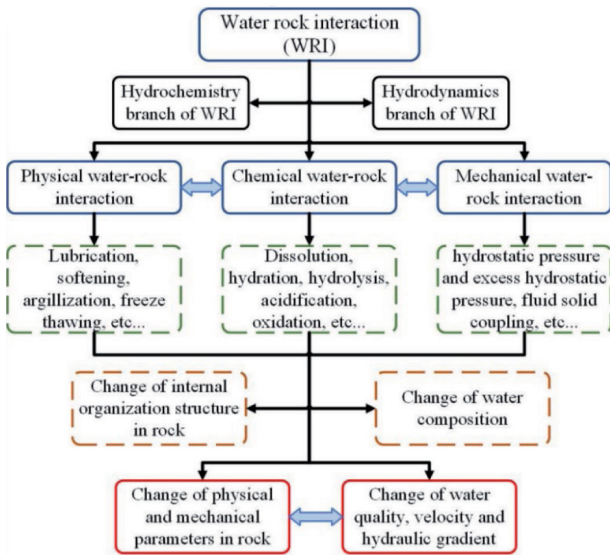 Water rock interaction
(WRI)
Hydrochemistry
branch of WRI
Hydrodynamics
branch of WRI
Physical water-rock
interaction
Chemical water-rock
interaction
Mechanical water-
rock interaction
Lubrication,
softening,
argillization, freeze
thawing, etc...
Dissolution,
hydration, hydrolysis,
acidification,
oxidation, etc...
hydrostatic pressure
and excess hydrostatic
pressure, fluid solid
coupling, etc...
Change of internal
organization structure
in rock
Change of water
composition
Change of physical
and mechanical
parameters in rock
Change of water
quality, velocity and
hydraulic gradient